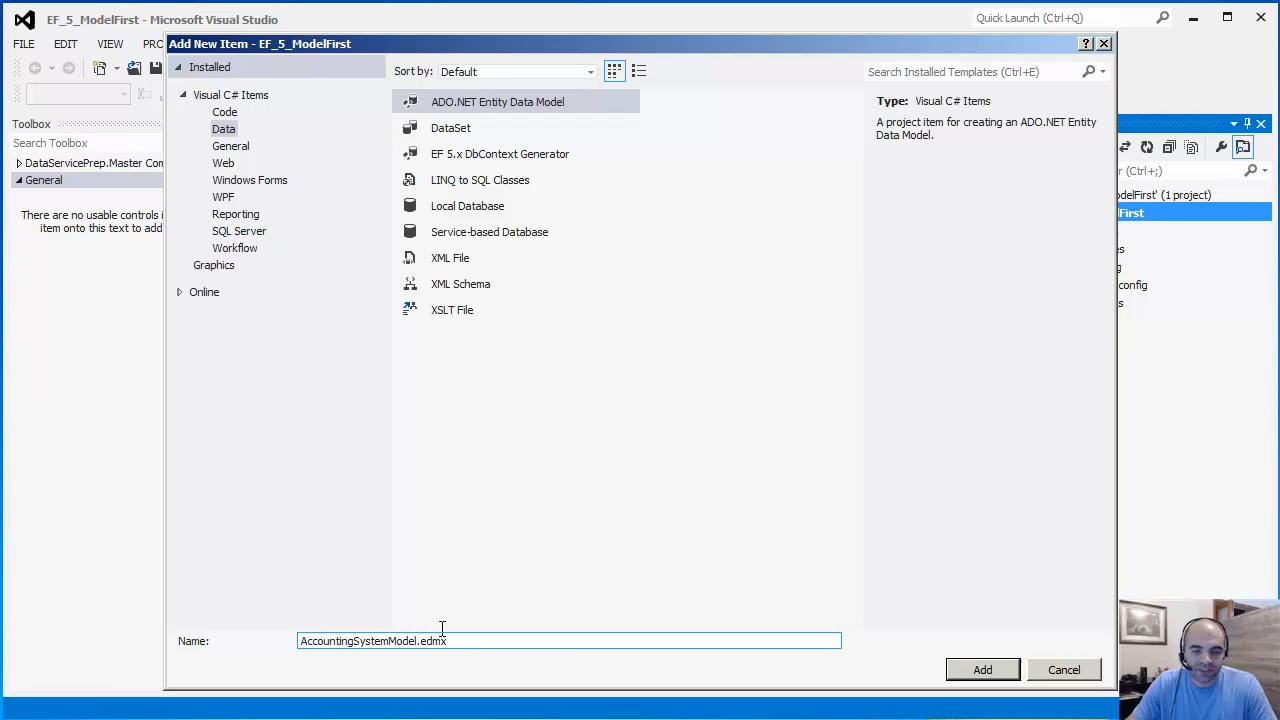 EF_5_ModelFirst - Microsoft Visual Studio
Quick Launch (Ctrl+Q)
FILE EDIT VIEW
Add New Item - EF_5_ModelFirst
Installed
Sort by: Default
Search Installed Templates (Ctrl+E)
Visual C# Items
Code
Data
General
Web
Windows Forms
WPF
Reporting
SQL Server
Workflow
Graphics
Online
ADO.NET Entity Data Model
DataSet
EF 5.x DbContext Generator
LINQ to SQL Classes
Local Database
Service-based Database
XML File
XML Schema
XSLT File
Type: Visual C# Items
A project item for creating an ADO.NET Entity
Data Model.
Toolbox
Search Toolbox
DataServicePrep.Master Com
General
There are no usable controls i
item onto this text to add
(Ctrl+;)
odelFirst' (1 project)
lFirst
config
Name: AccountingSystemModel.edmx
Add
Cancel